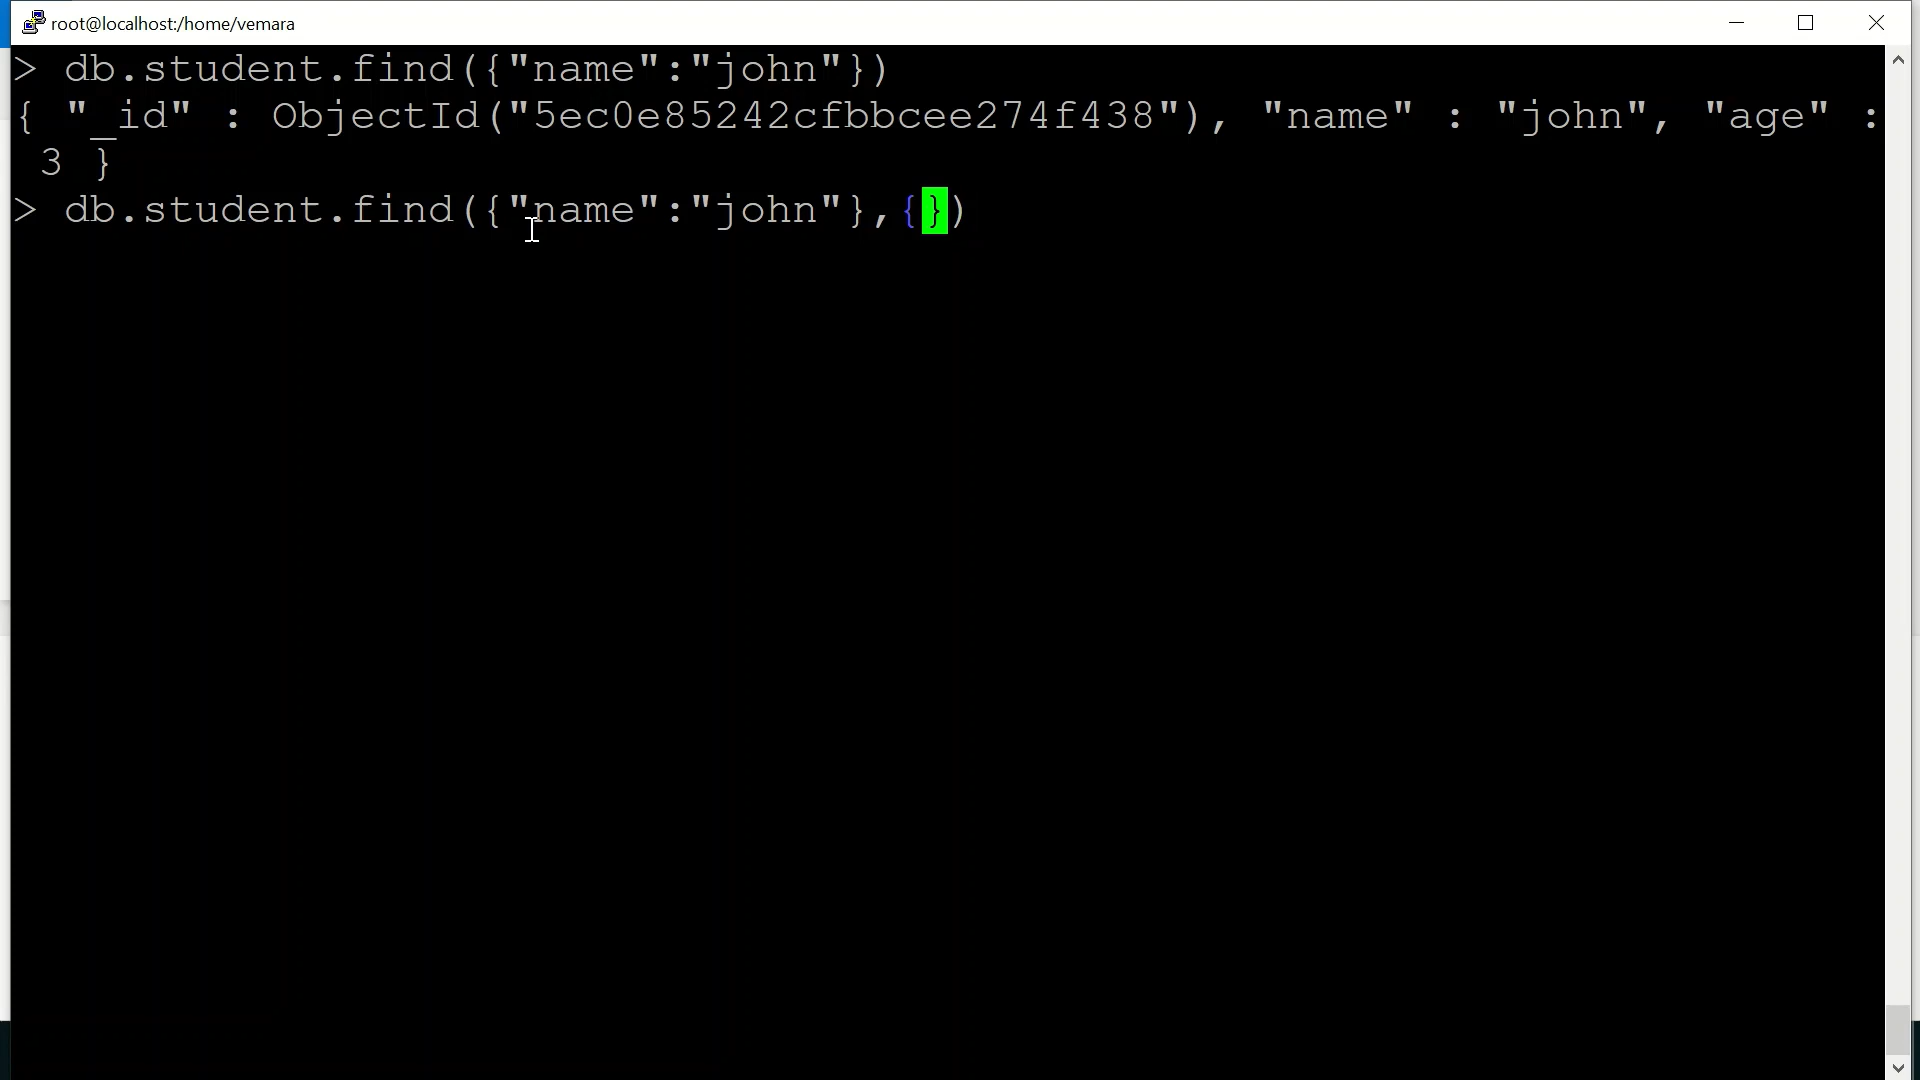 root@localhost:/home/vemara
> db.student.find({"name":"john"})
{ "_id" : ObjectId("5ec0e85242cfbbcee274f438"), "name" : "john", "age" :
 3 }
> db.student.find({"name":"john"},{})